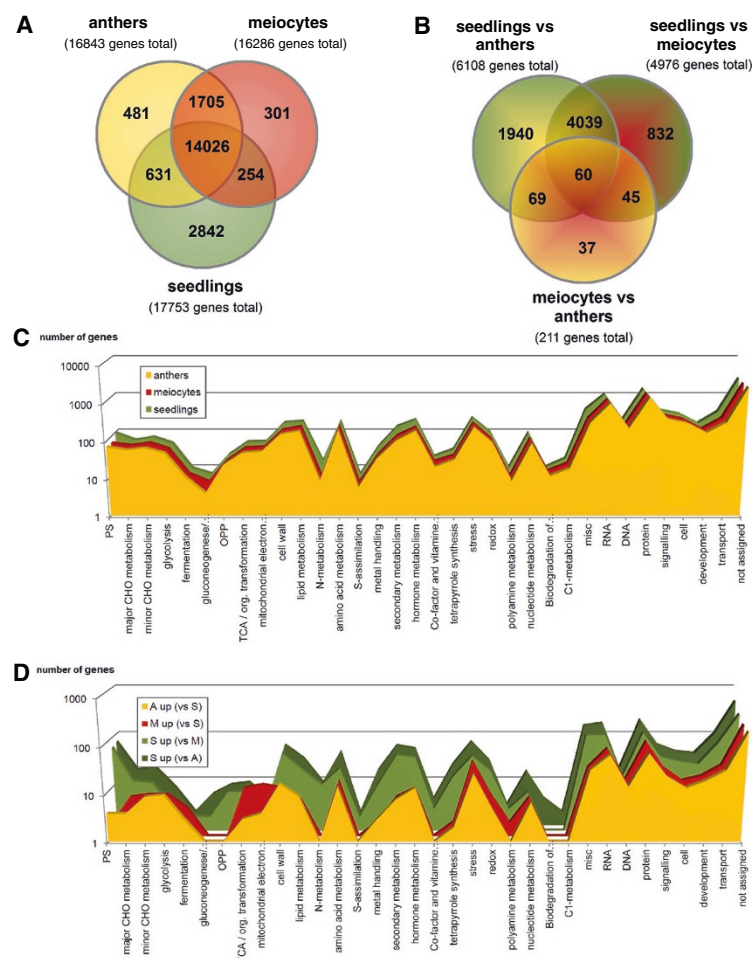 A
anthers
(16843 genes total)
meiocytes
(16286 genes total)
481
1705
301
14026
631
254
2842
seedlings
(17753 genes total)
B
seedlings vs
anthers
(6108 genes total)
seedlings vs
meiocytes
(4976 genes total)
1940
4039
832
60
69
45
37
meiocytes vs
anthers
(211 genes total)
C
number of genes
10000
1000
100
10
1
anthers
meiocytes
seedlings
PS
major CHO metabolism
minor CHO metabolism
glycolysis
fermentation
gluconeogenese/..
OPP
TCA / org. transformation
mitochondrial electron..
cell wall
lipid metabolism
N-metabolism
amino acid metabolism
S-assimilation
metal handling
secondary metabolism
hormone metabolism
Co-factor and vitamine..
tetrapyrrole synthesis
stress
redox
polyamine metabolism
nucleotide metabolism
Biodegradation of..
C1-metabolism
misc
RNA
DNA
protein
signalling
cell
development
transport
not assigned
D
number of genes
1000
100
10
1
A up (vs S)
M up (vs S)
S up (vs M)
S up (vs A)
PS
major CHO metabolism
minor CHO metabolism
glycolysis
fermentation
gluconeogenese/..
OPP
CA / org. transformation
mitochondrial electron..
cell wall
lipid metabolism
N-metabolism
amino acid metabolism
S-assimilation
metal handling
secondary metabolism
hormone metabolism
Co-factor and vitamine..
tetrapyrrole synthesis
stress
redox
polyamine metabolism
nucleotide metabolism
Biodegradation of..
C1-metabolism
misc
RNA
DNA
protein
signalling
cell
development
transport
not assigned